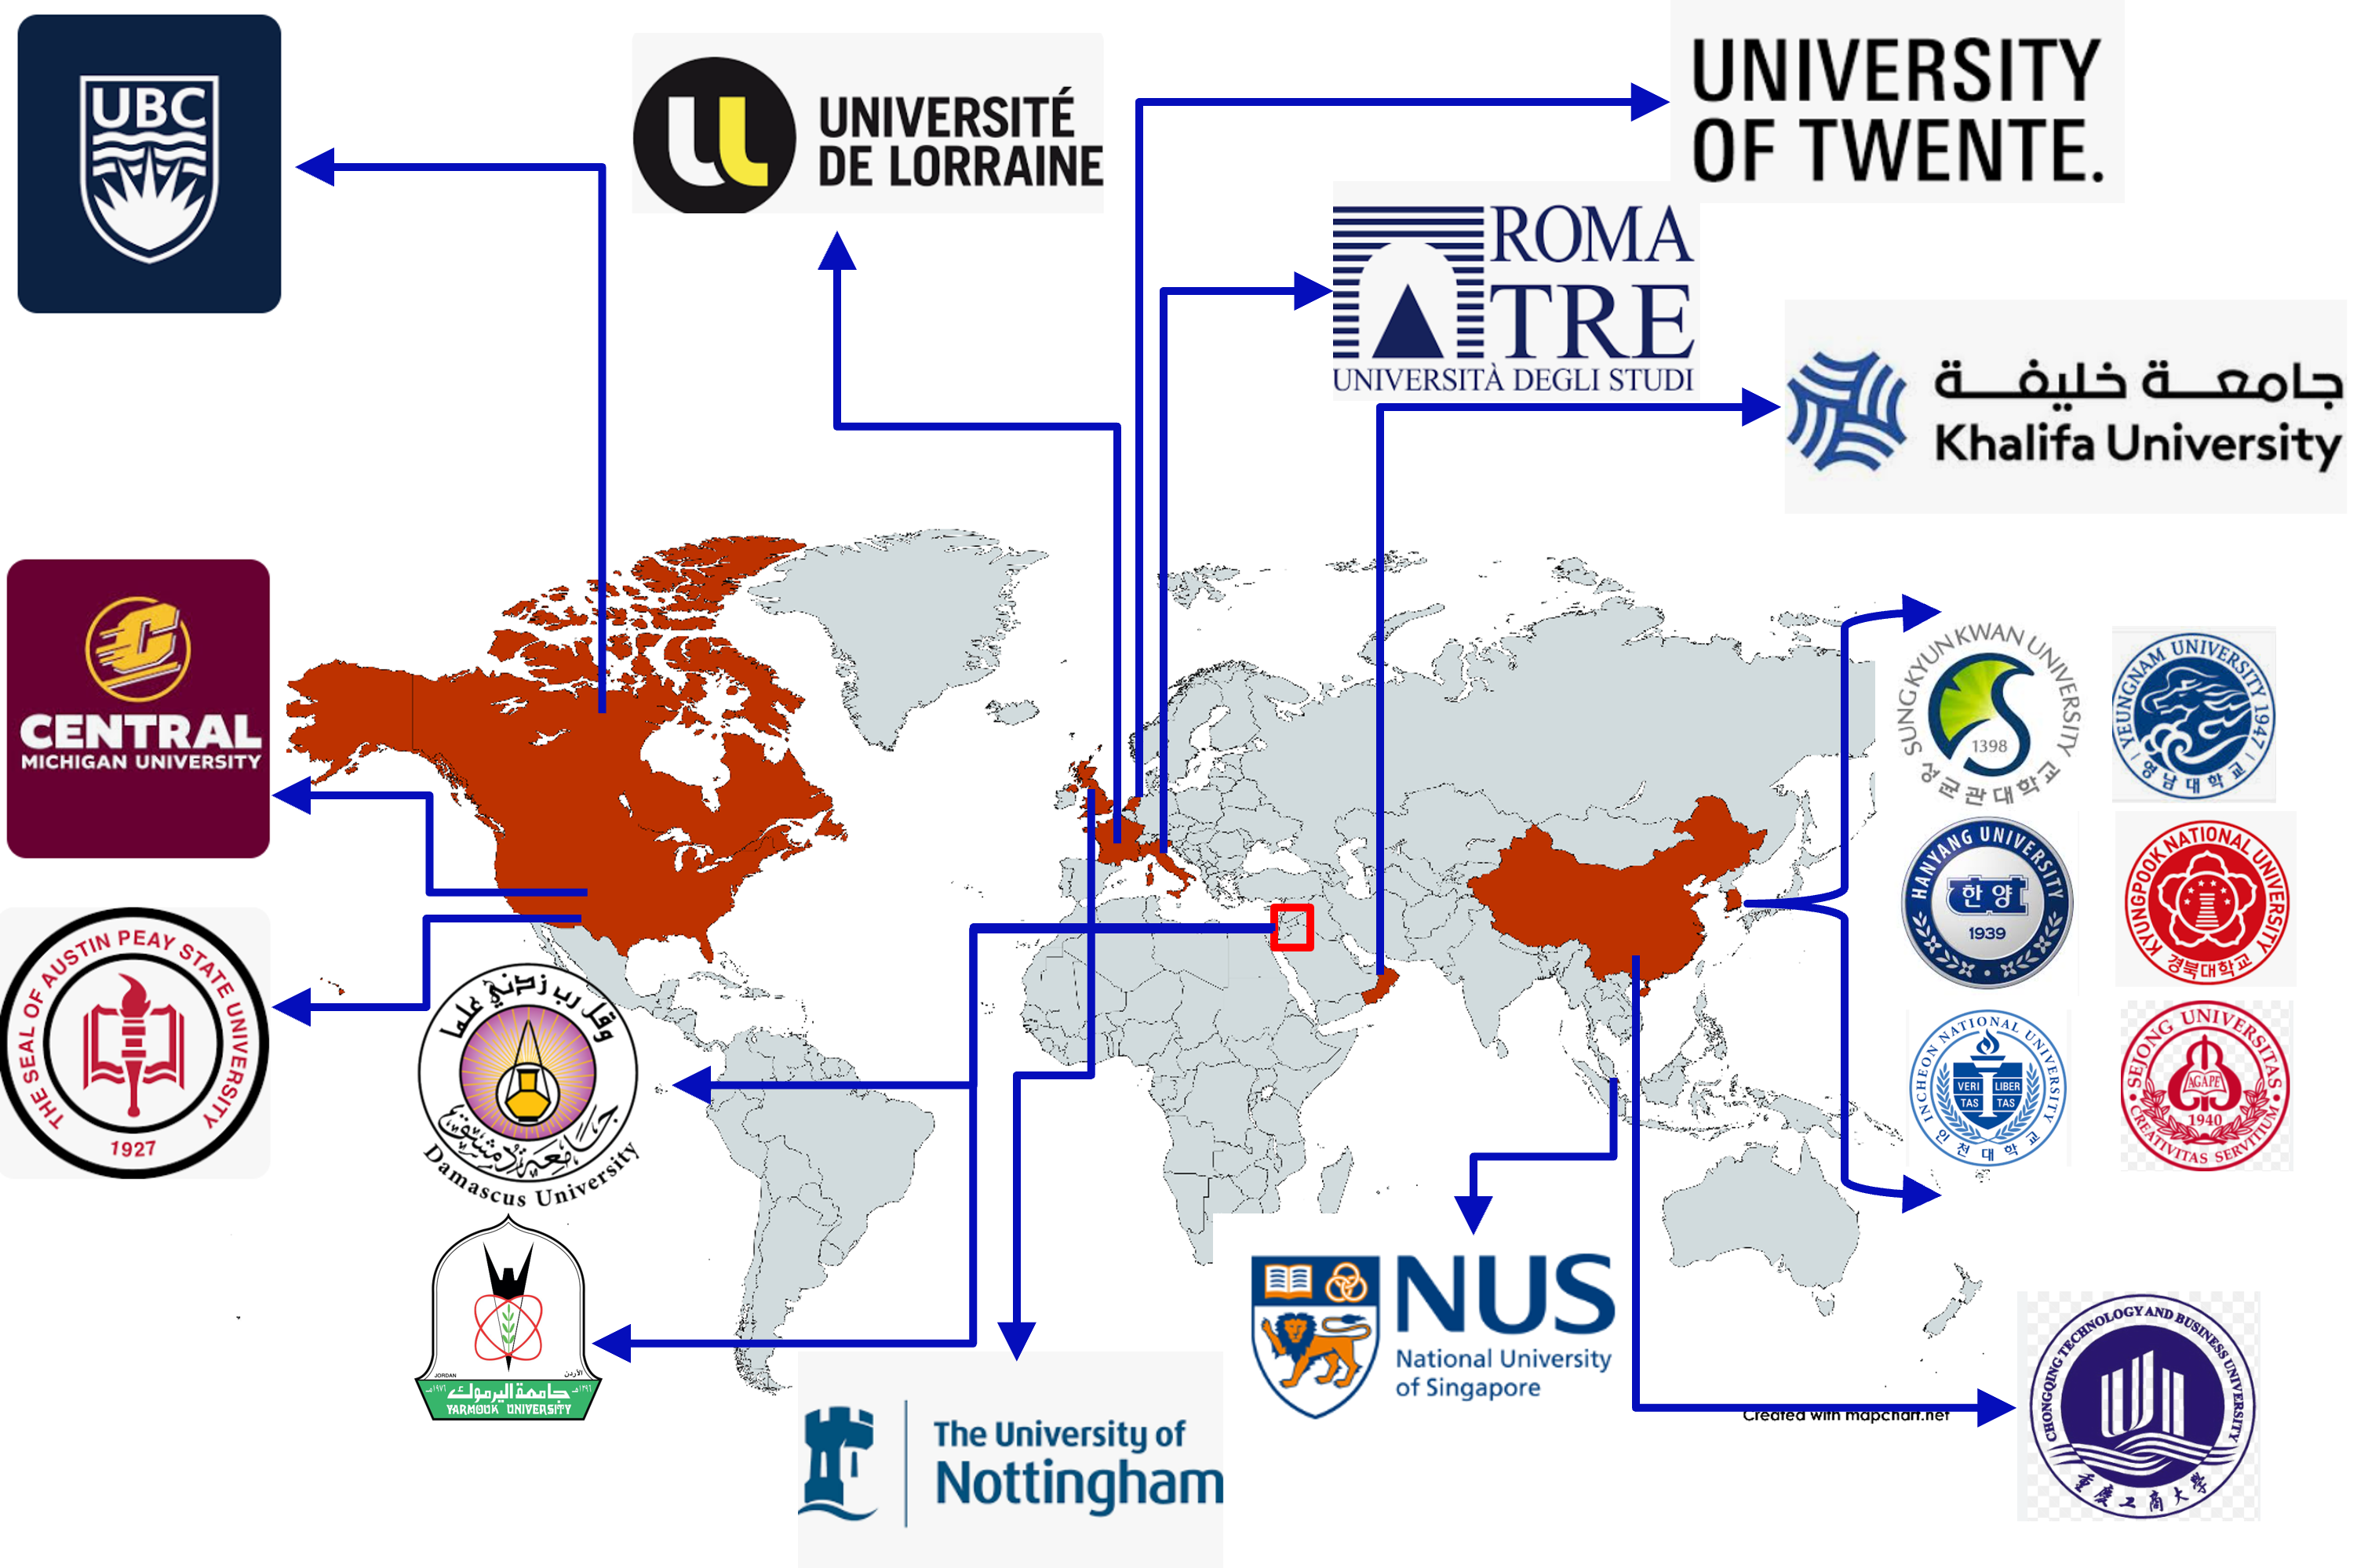 UBC
UNIVERSITÉ
DE LORRAINE
UNIVERSITY
OF TWENTE.
ROMA
TRE
UNIVERSITÀ DEGLI STUDI
جامعة خليفة
Khalifa University
CENTRAL
MICHIGAN UNIVERSITY
THE SEAL OF AUSTIN PEAY STATE UNIVERSITY
1927
SUNGKYUNKWAN UNIVERSITY
1398
성균관대학교
YEUNGNAM UNIVERSITY 1947
영남대학교
HANYANG UNIVERSITY
한양
1939
KYUNGPOOK NATIONAL UNIVERSITY
경북대학교
INCHEON NATIONAL UNIVERSITY
VERI LIBER
TAS TAS
인천대학교
SEJONG UNIVERSITAS
AGAPE
1940
CREATIVITAS SERVITIUM
وقل رب زدني علما
جامعة دمشق
Damascus University
JORDAN الأردن
جامعة اليرموك
YARMOUK UNIVERSITY
The University of
Nottingham
NUS
National University
of Singapore
Created with mapchart.net
CHONGQING TECHNOLOGY AND BUSINESS UNIVERSITY
重庆工商大学